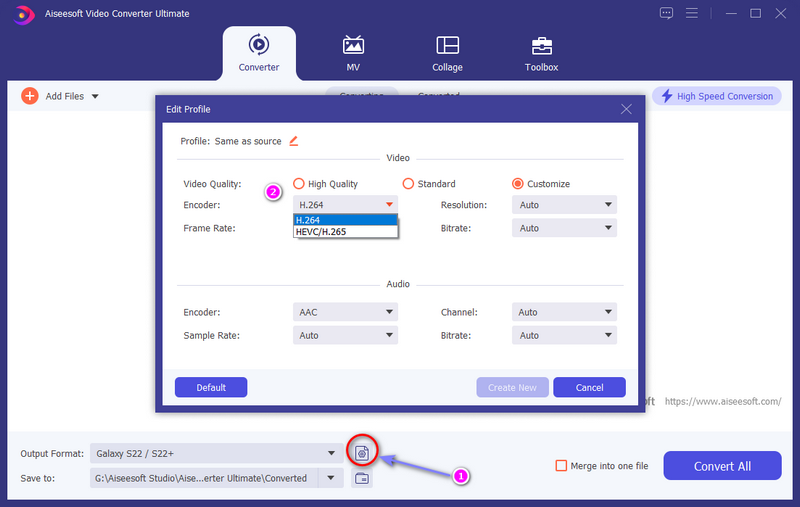 Aiseesoft Video Converter Ultimate
Converter
MV
Collage
Toolbox
Add Files
Converting
Converted
High Speed Conversion
Edit Profile
Profile: Same as source
Video
Video Quality:
2
High Quality
Standard
Customize
Encoder:
H.264
Resolution:
Auto
H.264
HEVC/H.265
Frame Rate:
Bitrate:
Auto
Audio
Encoder:
AAC
Channel:
Auto
Sample Rate:
Auto
Bitrate:
Auto
Default
Create New
Cancel
https://www.aiseesoft.com/
Output Format:
Galaxy S22 / S22+
1
Merge into one file
Convert All
Save to:
G:\Aiseesoft Studio\Aise...erter Ultimate\Converted